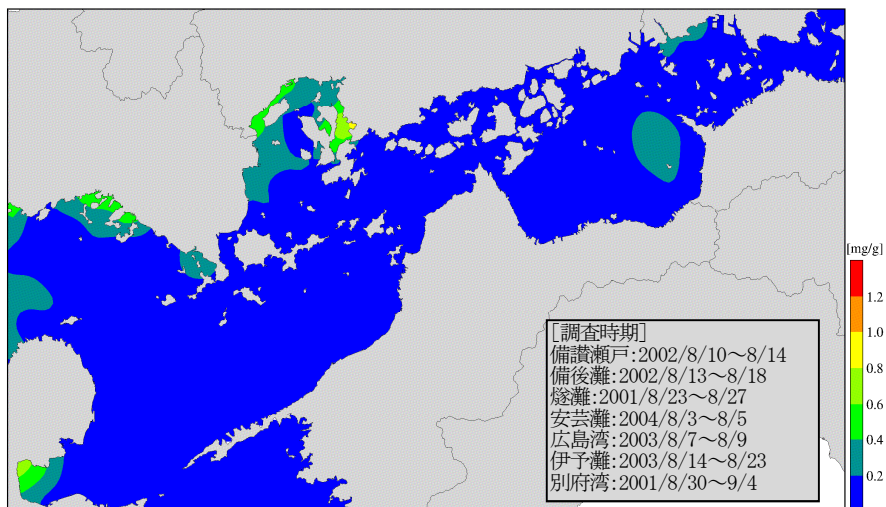 [mg/g]
1.2
1.0
0.8
0.6
0.4
0.2
[調査時期]
備讃瀬戸:2002/8/10～8/14
備後灘:2002/8/13～8/18
燧灘:2001/8/23～8/27
安芸灘:2004/8/3～8/5
広島湾:2003/8/7～8/9
伊予灘:2003/8/14～8/23
別府湾:2001/8/30～9/4